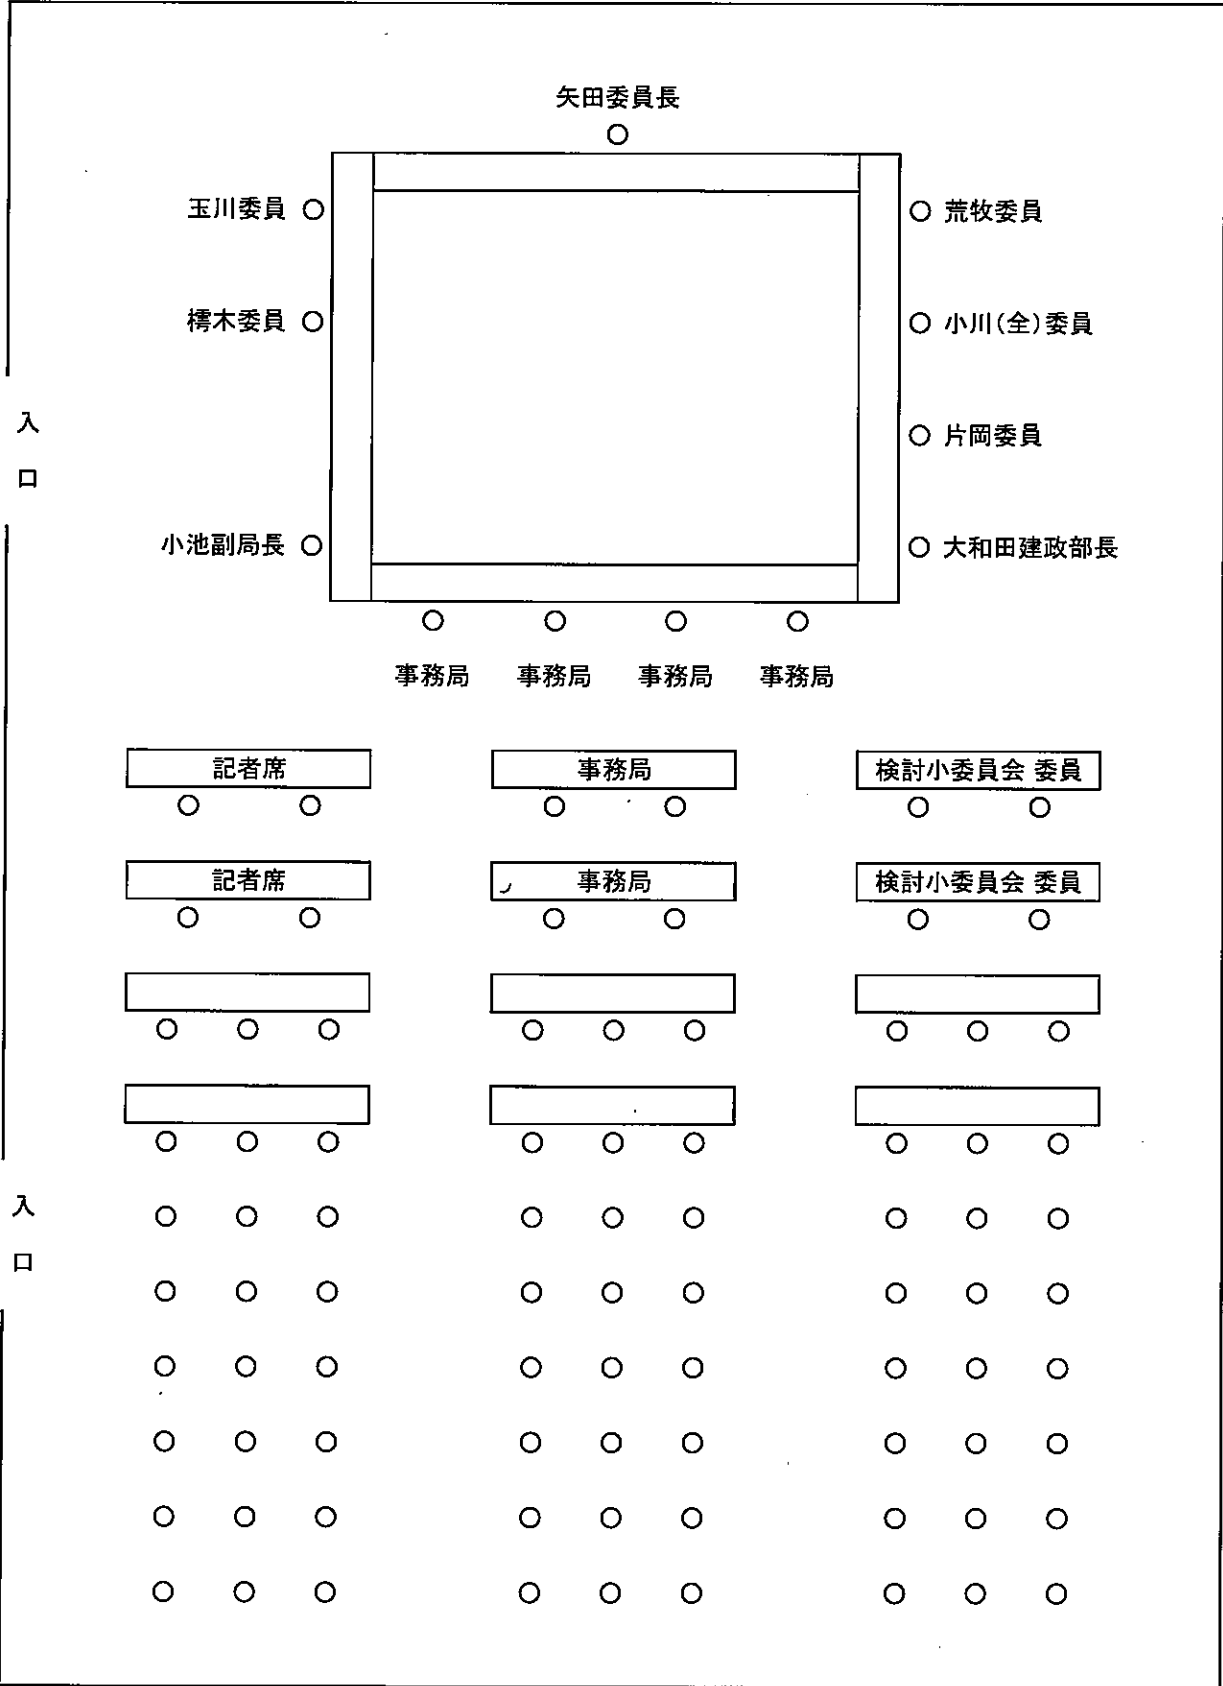 矢田委員長
玉川委員
荒牧委員
樗木委員
小川(全)委員
入口
片岡委員
小池副局長
大和田建政部長
事務局 事務局 事務局 事務局
記者席 事務局 検討小委員会 委員
記者席 事務局 検討小委員会 委員
入口